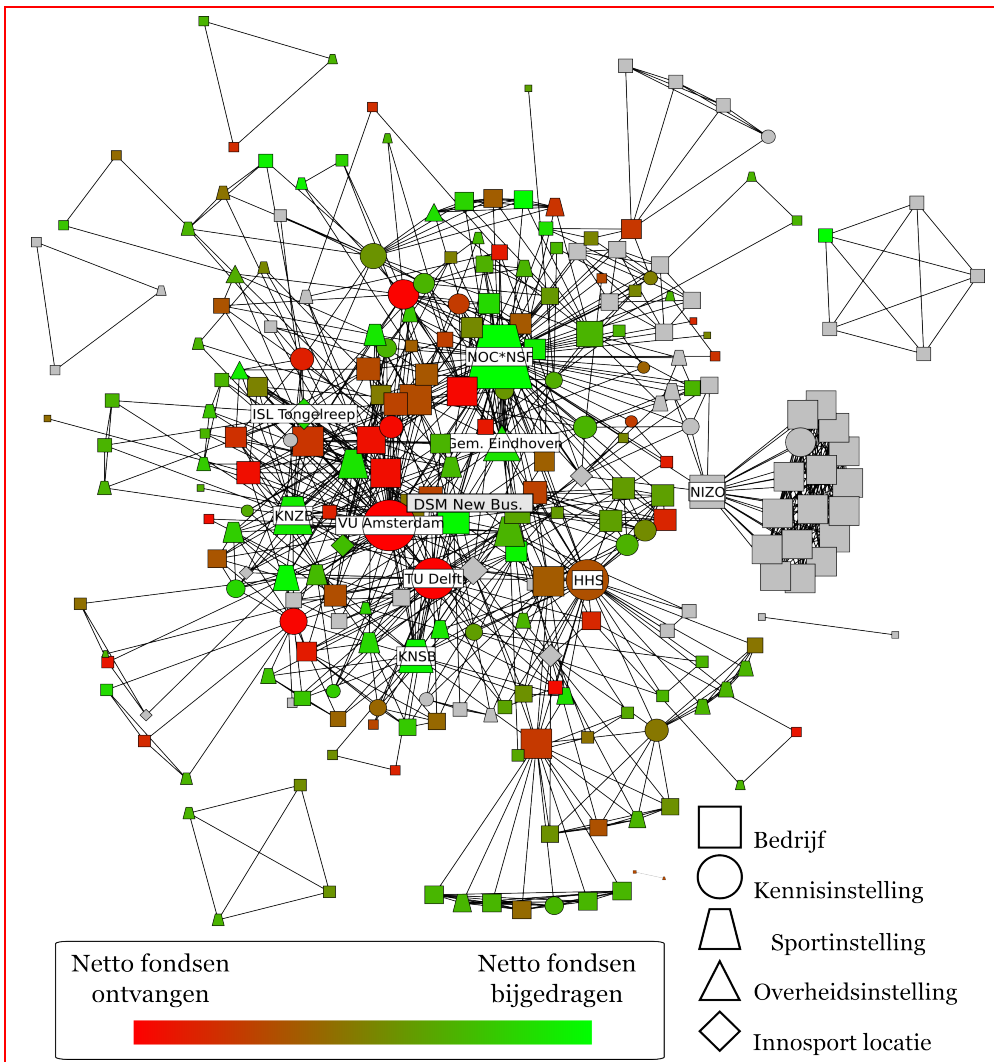 NOC*NSF
ISL Tongelreep
Gem. Eindhoven
NIZO
DSM New Bus.
KNZB
VU Amsterdam
TU Delft
HHS
KNSB
Bedrijf
Kennisinstelling
Sportinstelling
Overheidsinstelling
Innosport locatie
Netto fondsen
ontvangen
Netto fondsen
bijgedragen